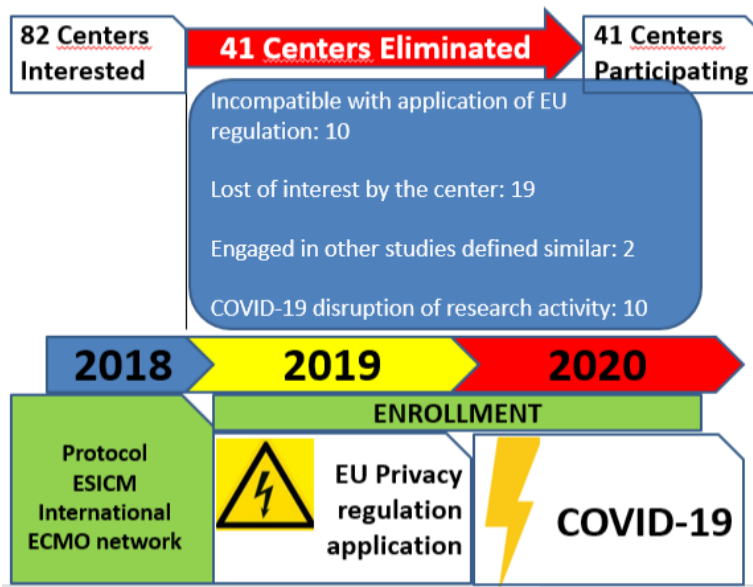 82 Centers
Interested
41 Centers Eliminated
41 Centers
Participating
Incompatible with application of EU
regulation: 10
Lost of interest by the center: 19
Engaged in other studies defined similar: 2
COVID-19 disruption of research activity: 10
2018
2019
2020
ENROLLMENT
Protocol
ESICM
International
ECMO network
EU Privacy
regulation
application
COVID-19